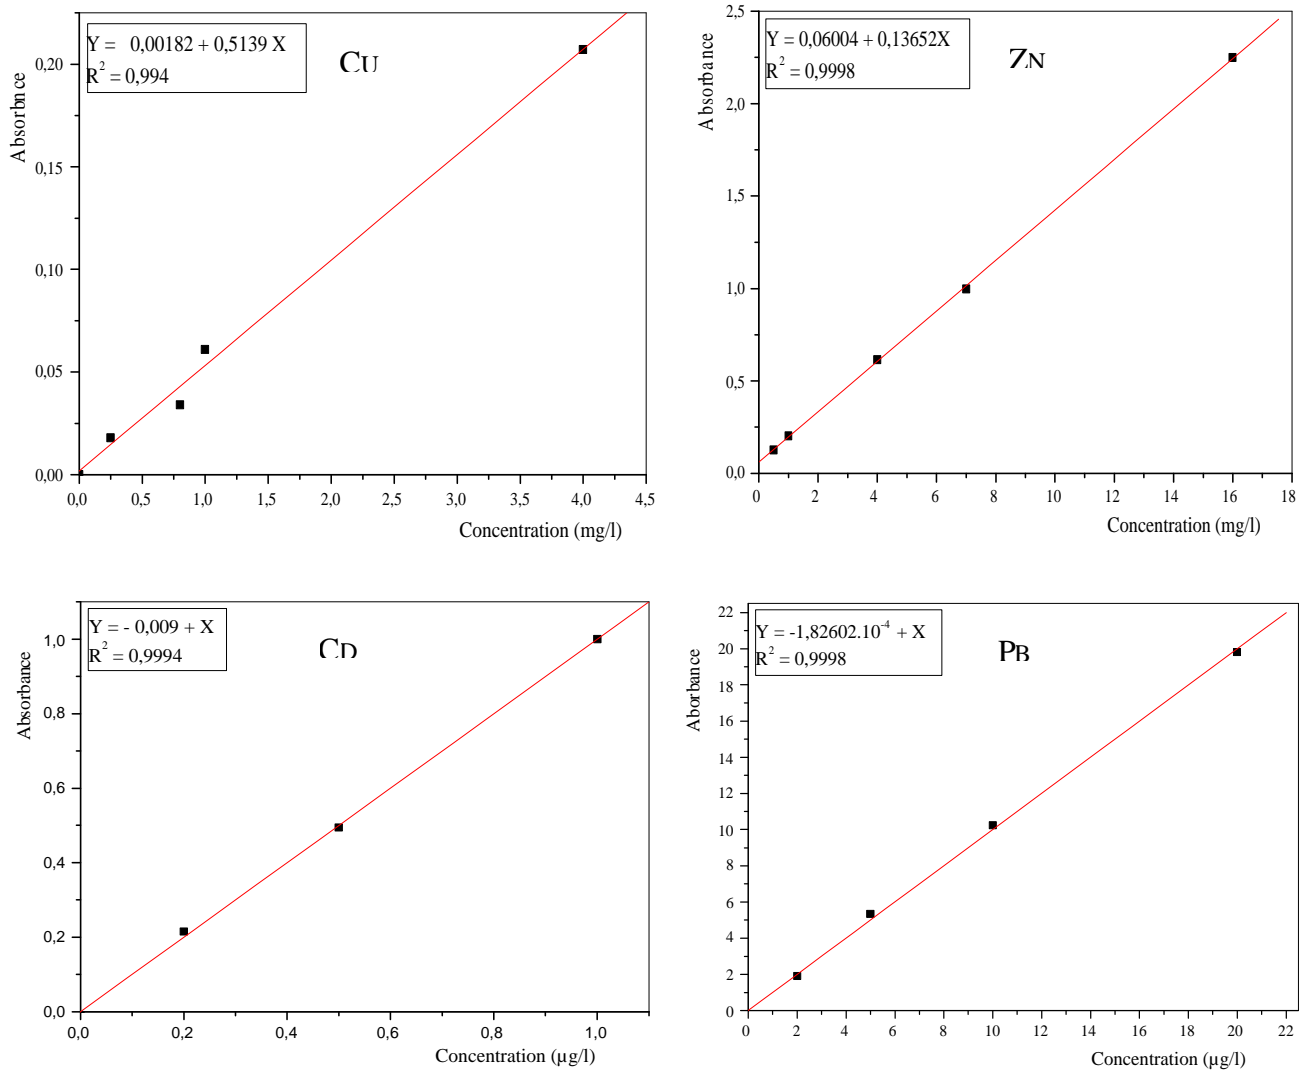 Y = 0,00182 + 0,5139 X
R² = 0,994
CU
Absorbnce
0,20
0,15
0,10
0,05
0,00
0,0 0,5 1,0 1,5 2,0 2,5 3,0 3,5 4,0 4,5
Concentration (mg/l)
Y = 0,06004 + 0,13652X
R² = 0,9998
ZN
Absorbance
2,5
2,0
1,5
1,0
0,5
0,0
0 2 4 6 8 10 12 14 16 18
Concentration (mg/l)
Y = - 0,009 + X
R² = 0,9994
CD
Absorbance
1,0
0,8
0,6
0,4
0,2
0,0
0,0 0,2 0,4 0,6 0,8 1,0
Concentration (µg/l)
Y = -1,82602.10⁻⁴ + X
R² = 0,9998
PB
Aborbance
22
20
18
16
14
12
10
8
6
4
2
0
0 2 4 6 8 10 12 14 16 18 20 22
Concentration (µg/l)